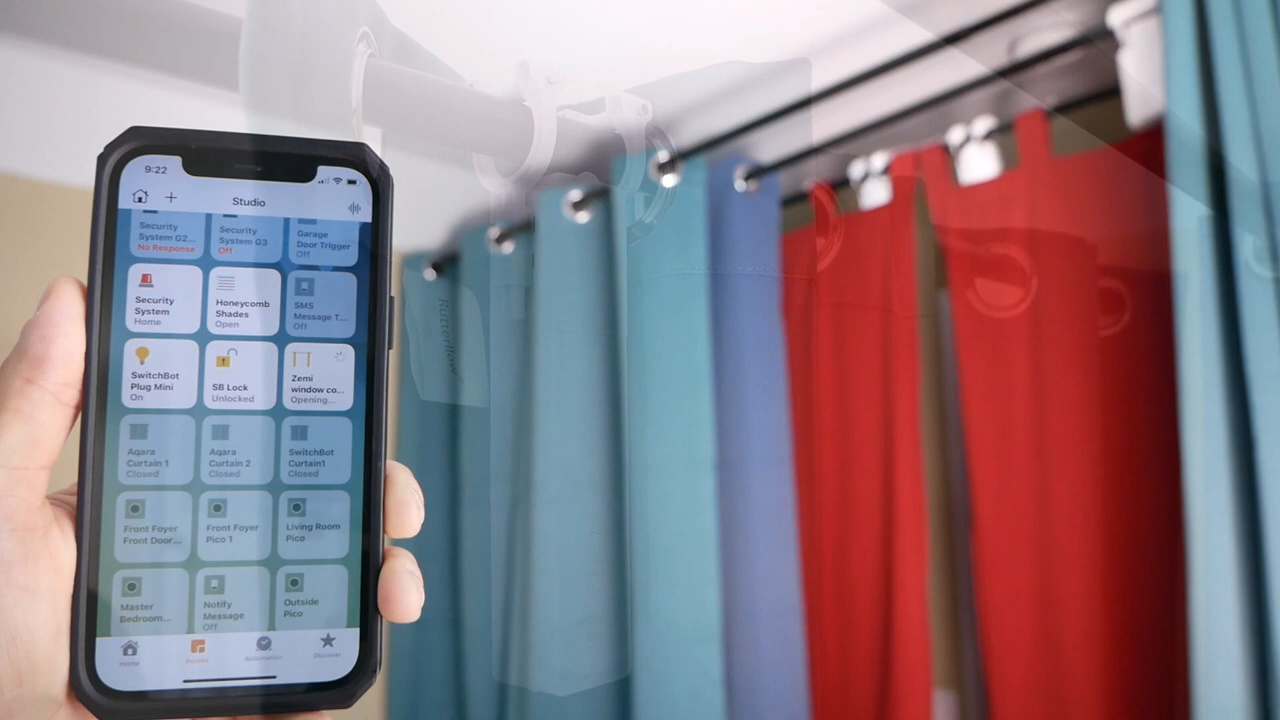 9:22
Studio
Security
System G2...
No Response
Security
System G3
Off
Garage
Door Trigger
Off
Security
System
Home
Honeycomb
Shades
Open
SMS
Message T...
Off
SwitchBot
Plug Mini
On
SB Lock
Unlocked
Zemi
window co...
Opening...
Aqara
Curtain 1
Closed
Aqara
Curtain 2
Closed
SwitchBot
Curtain1
Closed
Front Foyer
Front Door...
Front Foyer
Pico 1
Living Room
Pico
Master
Bedroom...
Notify
Message
Off
Outside
Pico
Home
Rooms
Automation
Discover